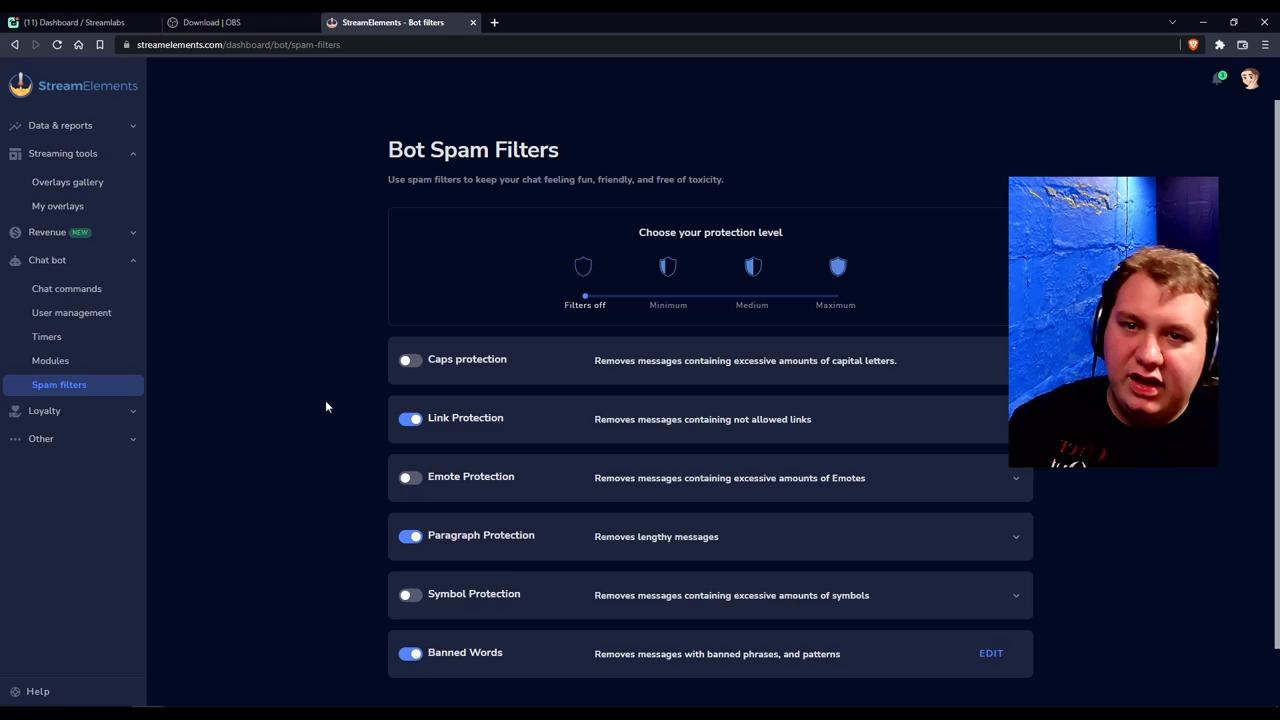 (11) Dashboard / Streamlabs
Download | OBS
StreamElements - Bot filters
streamelements.com/dashboard/bot/spam-filters
StreamElements
3
Data & reports
Streaming tools
Overlays gallery
My overlays
Revenue NEW
Chat bot
Chat commands
User management
Timers
Modules
Spam filters
Loyalty
Other
Help
Bot Spam Filters
Use spam filters to keep your chat feeling fun, friendly, and free of toxicity.
Choose your protection level
Filters off Minimum Medium Maximum
Caps protection Removes messages containing excessive amounts of capital letters.
Link Protection Removes messages containing not allowed links
Emote Protection Removes messages containing excessive amounts of Emotes
Paragraph Protection Removes lengthy messages
Symbol Protection Removes messages containing excessive amounts of symbols
Banned Words Removes messages with banned phrases, and patterns EDIT